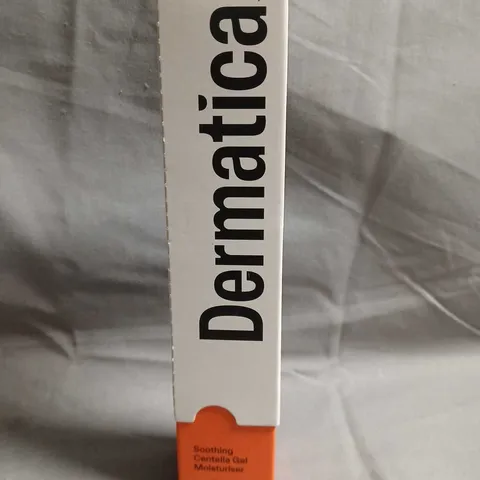 Dermatica
Soothing
Centella Gel
Moisturiser